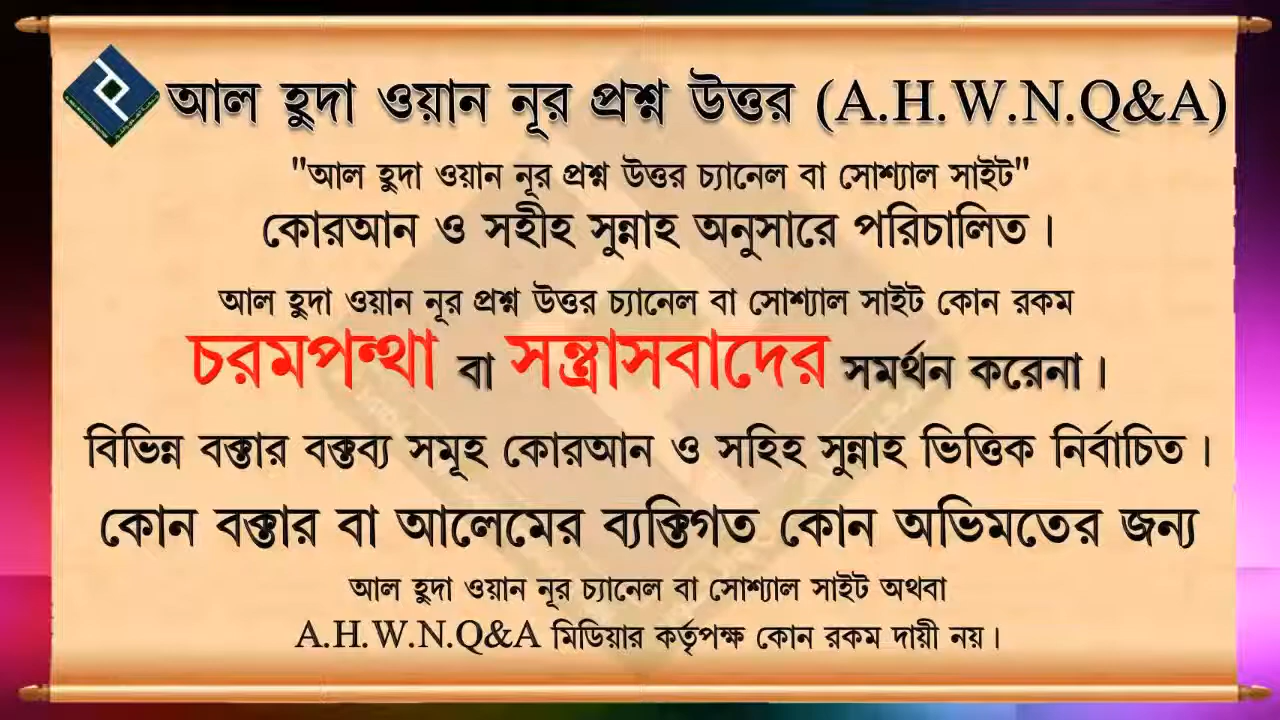 আল হুদা ওয়ান নূর প্রশ্ন উত্তর (A.H.W.N.Q&A)
"আল হুদা ওয়ান নূর প্রশ্ন উত্তর চ্যানেল বা সোশ্যাল সাইট"
কোরআন ও সহীহ সুন্নাহ অনুসারে পরিচালিত।
আল হুদা ওয়ান নূর প্রশ্ন উত্তর চ্যানেল বা সোশ্যাল সাইট কোন রকম
চরমপন্থা বা সন্ত্রাসবাদের সমর্থন করেনা।
বিভিন্ন বক্তার বক্তব্য সমূহ কোরআন ও সহিহ সুন্নাহ ভিত্তিক নির্বাচিত।
কোন বক্তার বা আলেমের ব্যক্তিগত কোন অভিমতের জন্য
আল হুদা ওয়ান নূর চ্যানেল বা সোশ্যাল সাইট অথবা
A.H.W.N.Q&A মিডিয়ার কর্তৃপক্ষ কোন রকম দায়ী নয়।